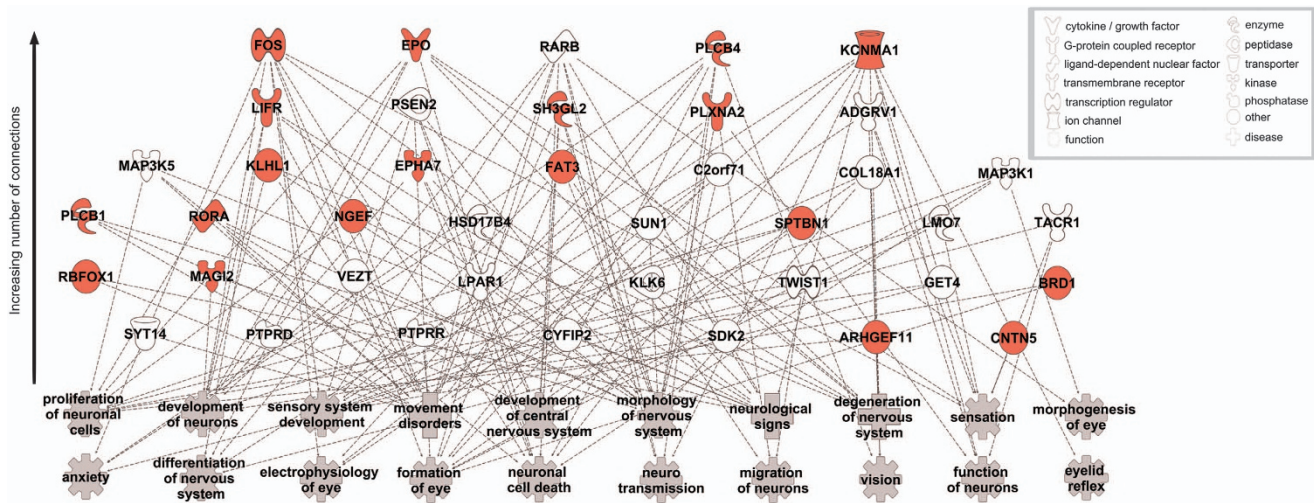 cytokine / growth factor
enzyme
G-protein coupled receptor
peptidase
ligand-dependent nuclear factor
transporter
transmembrane receptor
kinase
transcription regulator
phosphatase
ion channel
other
function
disease
Increasing number of connections
FOS
EPO
RARB
PLCB4
KCNMA1
LIFR
PSEN2
SH3GL2
PLXNA2
ADGRV1
MAP3K5
KLHL1
EPHA7
FAT3
C2orf71
COL18A1
MAP3K1
PLCB1
RORA
NGEF
HSD17B4
SUN1
SPTBN1
LMO7
TACR1
RBFOX1
MAGI2
VEZT
LPAR1
KLK6
TWIST1
GET4
BRD1
SYT14
PTPRD
PTPRR
CYFIP2
SDK2
ARHGEF11
CNTN5
proliferation
of neuronal
cells
development
of neurons
sensory system
development
movement
disorders
development
of central
nervous system
morphology
of nervous
system
neurological
signs
degeneration
of nervous
system
sensation
morphogenesis
of eye
anxiety
differentiation
of nervous
system
electrophysiology
of eye
formation
of eye
neuronal
cell death
neuro
transmission
migration
of neurons
vision
function
of neurons
eyelid
reflex